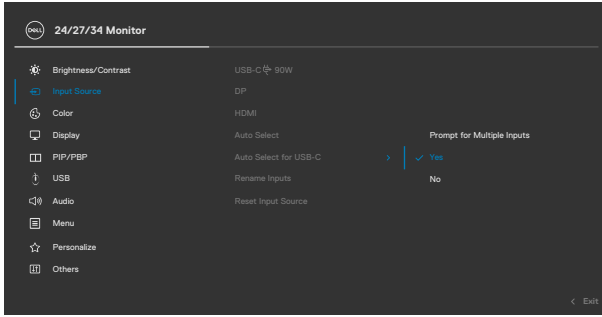 DELL 24/27/34 Monitor
Brightness/Contrast USB-C 90W
Input Source DP
Color HDMI
Display Auto Select Prompt for Multiple Inputs
PIP/PBP Auto Select for USB-C > ✓ Yes
USB Rename Inputs No
Audio Reset Input Source
Menu
Personalize
Others
< Exit